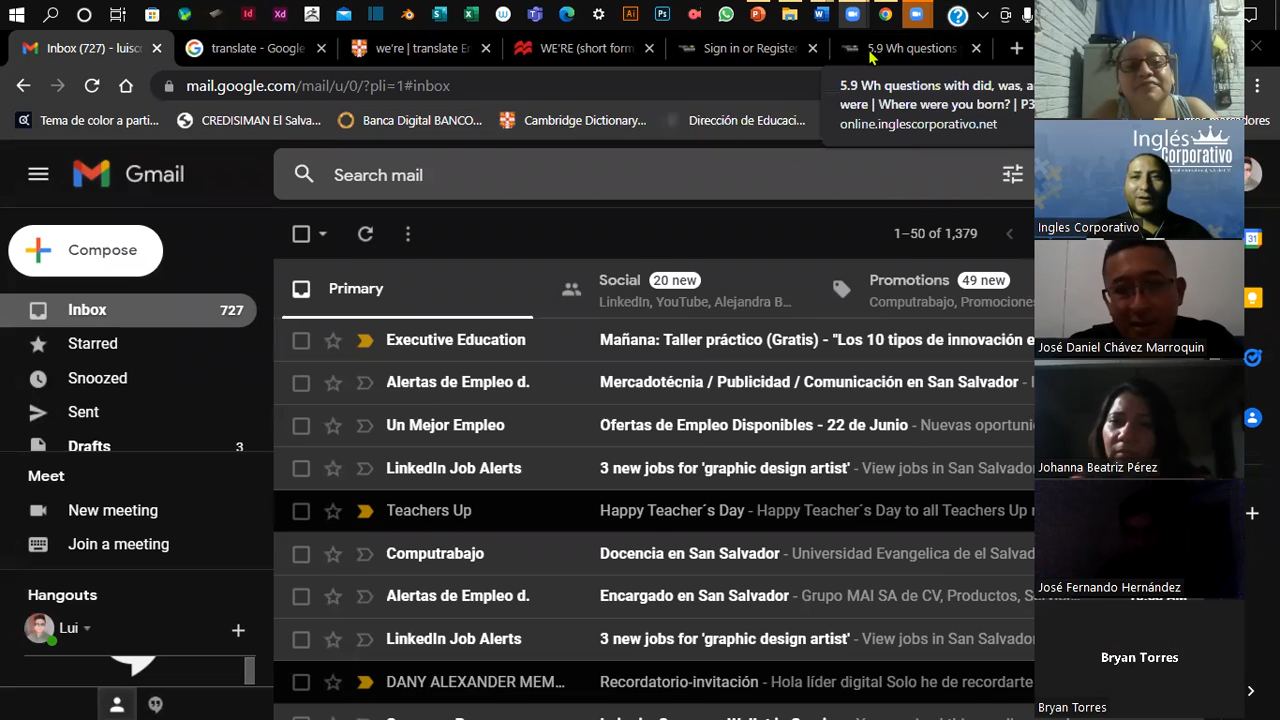 Inbox (727) - luisc
translate - Google
we're | translate E
WE'RE (short form
Sign in or Register
5.9 Wh questions
mail.google.com/mail/u/0/?pli=1#inbox
5.9 Wh questions with did, was, a
were | Where were you born? | P3
online.inglescorporativo.net
Tema de color a parti...
CREDISIMAN El Salva...
Banca Digital BANCO...
Cambridge Dictionary...
Dirección de Educaci...
marcadores
Gmail
Search mail
Compose
1–50 of 1,379
Inbox 727
Starred
Snoozed
Sent
Drafts 3
Meet
New meeting
Join a meeting
Hangouts
Lui
Primary
Social 20 new
LinkedIn, YouTube, Alejandra B...
Promotions 49 new
Computrabajo, Promociones
Executive Education Mañana: Taller práctico (Gratis) - "Los 10 tipos de innovación e
Alertas de Empleo d. Mercadotécnia / Publicidad / Comunicación en San Salvador -
Un Mejor Empleo Ofertas de Empleo Disponibles - 22 de Junio - Nuevas oportuni
LinkedIn Job Alerts 3 new jobs for 'graphic design artist' - View jobs in San Salvador
Teachers Up Happy Teacher´s Day - Happy Teacher´s Day to all Teachers Up
Computrabajo Docencia en San Salvador - Universidad Evangelica de el Salvad
Alertas de Empleo d. Encargado en San Salvador - Grupo MAI SA de CV, Productos, S
LinkedIn Job Alerts 3 new jobs for 'graphic design artist' - View jobs in San Salvador
DANY ALEXANDER MEM... Recordatorio-invitación - Hola líder digital Solo he de recordarte
Inglés
Corporativo
Ingles Corporativo
José Daniel Chávez Marroquín
Johanna Beatriz Pérez
José Fernando Hernández
Bryan Torres
Bryan Torres
31